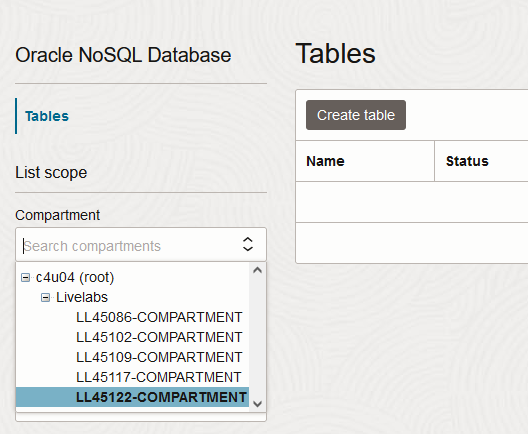 Oracle NoSQL Database
Tables
List scope
Compartment
Search compartments
c4u04 (root)
Livelabs
LL45086-COMPARTMENT
LL45102-COMPARTMENT
LL45109-COMPARTMENT
LL45117-COMPARTMENT
LL45122-COMPARTMENT
Tables
Create table
Name Status